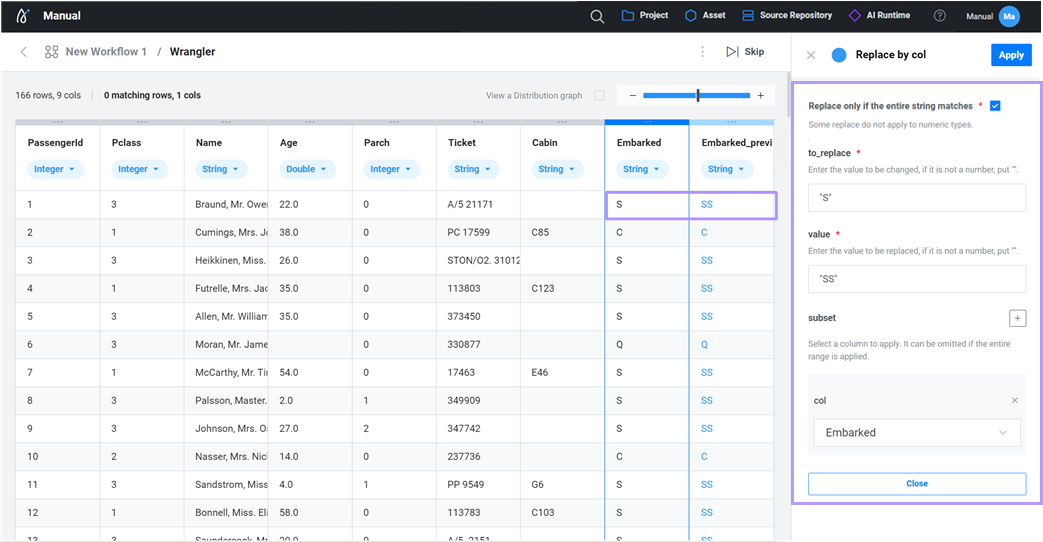 Manual
Project
Asset
Source Repository
AI Runtime
Manual
Ma
New Workflow 1 / Wrangler
Skip
Replace by col
Apply
166 rows, 9 cols
0 matching rows, 1 cols
View a Distribution graph
PassengerId Pclass Name Age Parch Ticket Cabin Embarked Embarked_previ
Integer Integer String Double Integer String String String String
1 3 Braund, Mr. Owe 22.0 0 A/5 21171 S SS
2 1 Cumings, Mrs. Jo 38.0 0 PC 17599 C85 C C
3 3 Heikkinen, Miss. 26.0 0 STON/O2. 31012 S SS
4 1 Futrelle, Mrs. Jac 35.0 0 113803 C123 S SS
5 3 Allen, Mr. William 35.0 0 373450 S SS
6 3 Moran, Mr. Jame 0 330877 Q Q
7 1 McCarthy, Mr. Tir 54.0 0 17463 E46 S SS
8 3 Palsson, Master. 2.0 1 349909 S SS
9 3 Johnson, Mrs. Os 27.0 2 347742 S SS
10 2 Nasser, Mrs. Nicl 14.0 0 237736 C C
11 3 Sandstrom, Miss 4.0 1 PP 9549 G6 S SS
12 1 Bonnell, Miss. Eli 58.0 0 113783 C103 S SS
13 3 20.0 0 A/5. 2151 S SS
Replace only if the entire string matches *
Some replace do not apply to numeric types.
to_replace *
Enter the value to be changed, if it is not a number, put "".
"S"
value *
Enter the value to be replaced, if it is not a number, put "".
"SS"
subset
Select a column to apply. It can be omitted if the entire
range is applied.
col
Embarked
Close